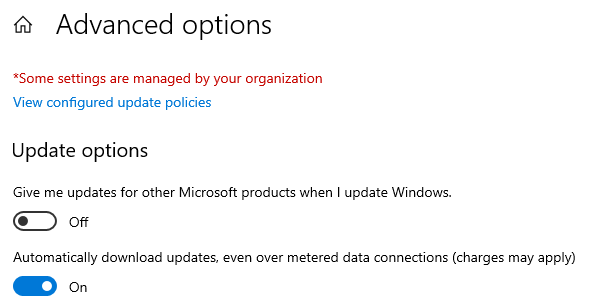 Advanced options
*Some settings are managed by your organization
View configured update policies
Update options
Give me updates for other Microsoft products when I update Windows.
Off
Automatically download updates, even over metered data connections (charges may apply)
On